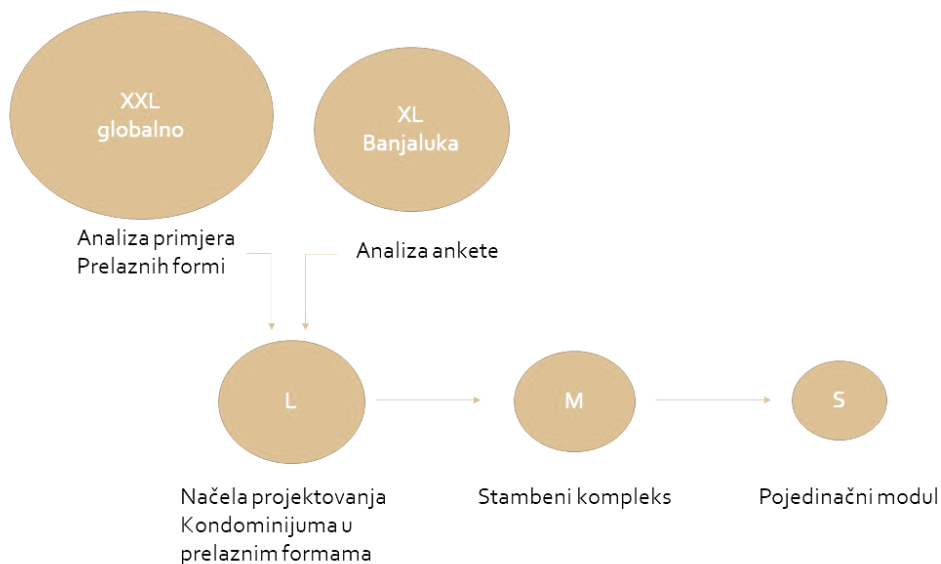 XXL
globalno
XL
Banjaluka
Analiza primjera
Prelaznih formi
Analiza ankete
L
M
S
Načela projektovanja
Kondominijuma u
prelaznim formama
Stambeni kompleks
Pojedinačni modul